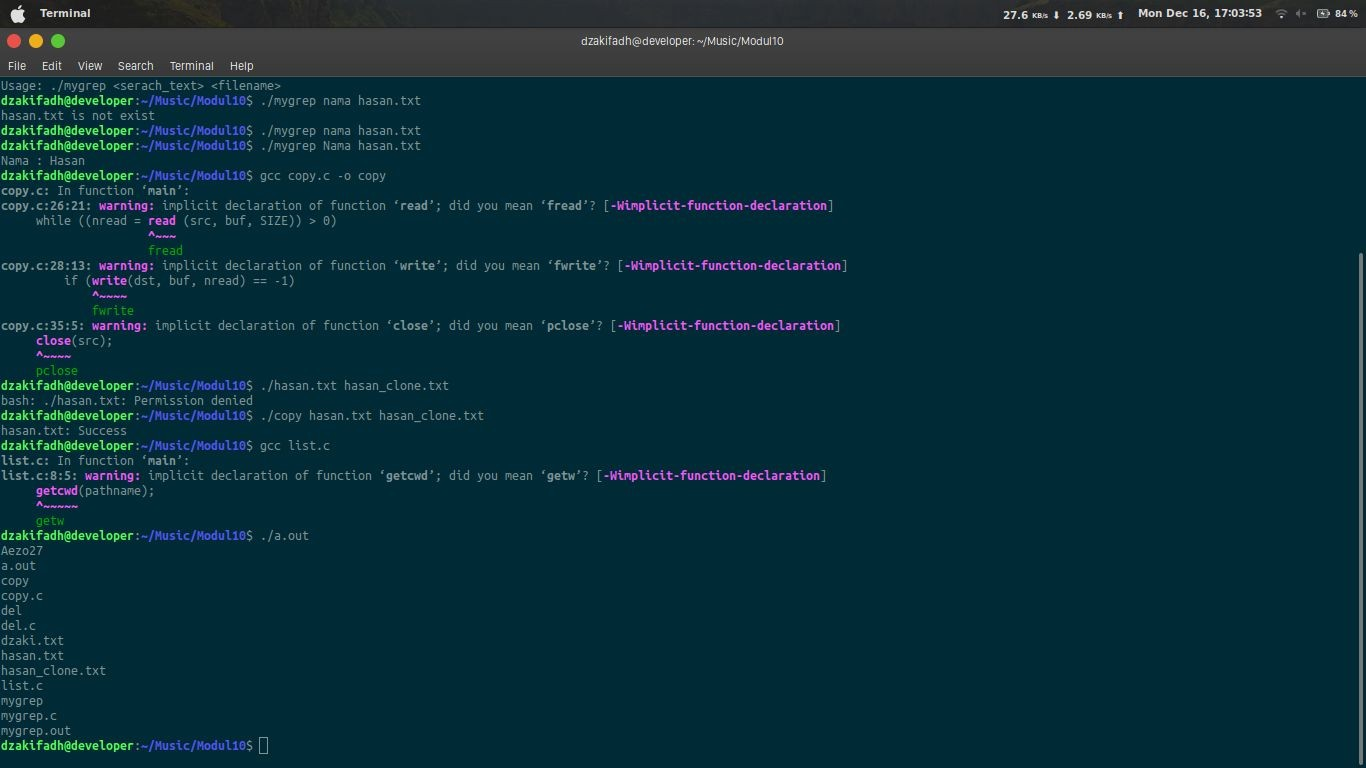 Terminal
27.6 KB/s ⬇ 2.69 KB/s ⬆ Mon Dec 16, 17:03:53 84 %
dzakifadh@developer: ~/Music/Modul10
File Edit View Search Terminal Help
Usage: ./mygrep <serach_text> <filename>
dzakifadh@developer:~/Music/Modul10$ ./mygrep nama hasan.txt
hasan.txt is not exist
dzakifadh@developer:~/Music/Modul10$ ./mygrep nama hasan.txt
dzakifadh@developer:~/Music/Modul10$ ./mygrep Nama hasan.txt
Nama : Hasan
dzakifadh@developer:~/Music/Modul10$ gcc copy.c -o copy
copy.c: In function ‘main’:
copy.c:26:21: warning: implicit declaration of function ‘read’; did you mean ‘fread’? [-Wimplicit-function-declaration]
     while ((nread = read (src, buf, SIZE)) > 0)
                     ^~~~
                     fread
copy.c:28:13: warning: implicit declaration of function ‘write’; did you mean ‘fwrite’? [-Wimplicit-function-declaration]
         if (write(dst, buf, nread) == -1)
             ^~~~~
             fwrite
copy.c:35:5: warning: implicit declaration of function ‘close’; did you mean ‘pclose’? [-Wimplicit-function-declaration]
     close(src);
     ^~~~~
     pclose
dzakifadh@developer:~/Music/Modul10$ ./hasan.txt hasan_clone.txt
bash: ./hasan.txt: Permission denied
dzakifadh@developer:~/Music/Modul10$ ./copy hasan.txt hasan_clone.txt
hasan.txt: Success
dzakifadh@developer:~/Music/Modul10$ gcc list.c
list.c: In function ‘main’:
list.c:8:5: warning: implicit declaration of function ‘getcwd’; did you mean ‘getw’? [-Wimplicit-function-declaration]
     getcwd(pathname);
     ^~~~~~
     getw
dzakifadh@developer:~/Music/Modul10$ ./a.out
Aezo27
a.out
copy
copy.c
del
del.c
dzaki.txt
hasan.txt
hasan_clone.txt
list.c
mygrep
mygrep.c
mygrep.out
dzakifadh@developer:~/Music/Modul10$